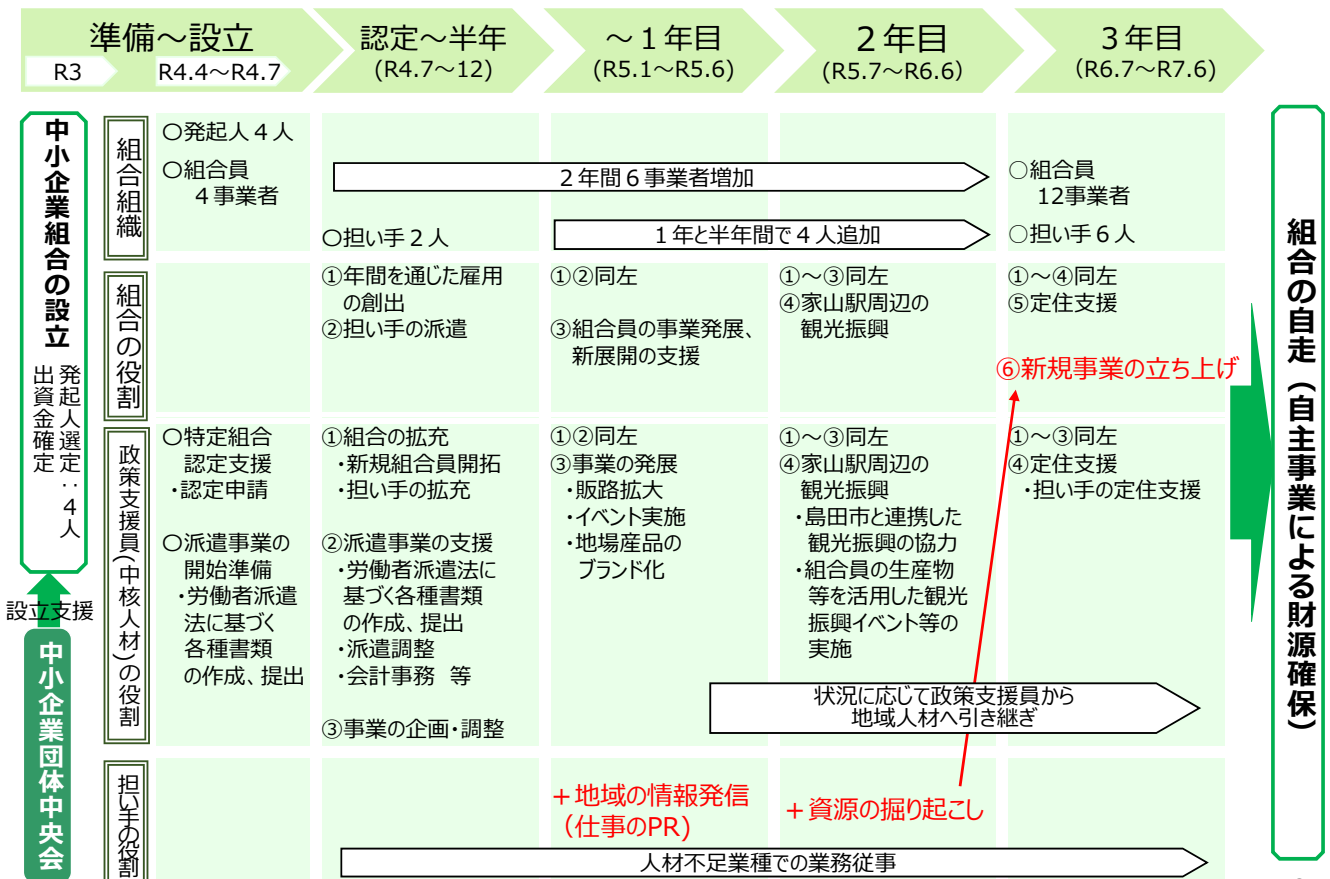 準備～設立
R3
R4.4～R4.7
認定～半年
(R4.7～12)
～１年目
(R5.1～R5.6)
２年目
(R5.7～R6.6)
３年目
(R6.7～R7.6)
中小企業組合の設立
発起人選定：４人
出資金確定
設立支援
中小企業団体中央会
組合組織
〇発起人４人
〇組合員
４事業者
２年間６事業者増加
〇担い手２人
１年と半年間で４人追加
○組合員
12事業者
○担い手６人
組合の役割
①年間を通じた雇用
の創出
②担い手の派遣
①②同左
③組合員の事業発展、
新展開の支援
①～③同左
④家山駅周辺の
観光振興
①～④同左
⑤定住支援
⑥新規事業の立ち上げ
政策支援員(中核人材)の役割
〇特定組合
認定支援
・認定申請
〇派遣事業の
開始準備
・労働者派遣
法に基づく
各種書類
の作成、提出
①組合の拡充
・新規組合員開拓
・担い手の拡充
②派遣事業の支援
・労働者派遣法に
基づく各種書類
の作成、提出
・派遣調整
・会計事務　等
③事業の企画・調整
①②同左
③事業の発展
・販路拡大
・イベント実施
・地場産品の
ブランド化
①～③同左
④家山駅周辺の
観光振興
・島田市と連携した
観光振興の協力
・組合員の生産物
等を活用した観光
振興イベント等の
実施
①～③同左
④定住支援
・担い手の定住支援
状況に応じて政策支援員から
地域人材へ引き継ぎ
担い手の役割
＋地域の情報発信
（仕事のPR)
＋資源の掘り起こし
人材不足業種での業務従事
組合の自走（自主事業による財源確保）